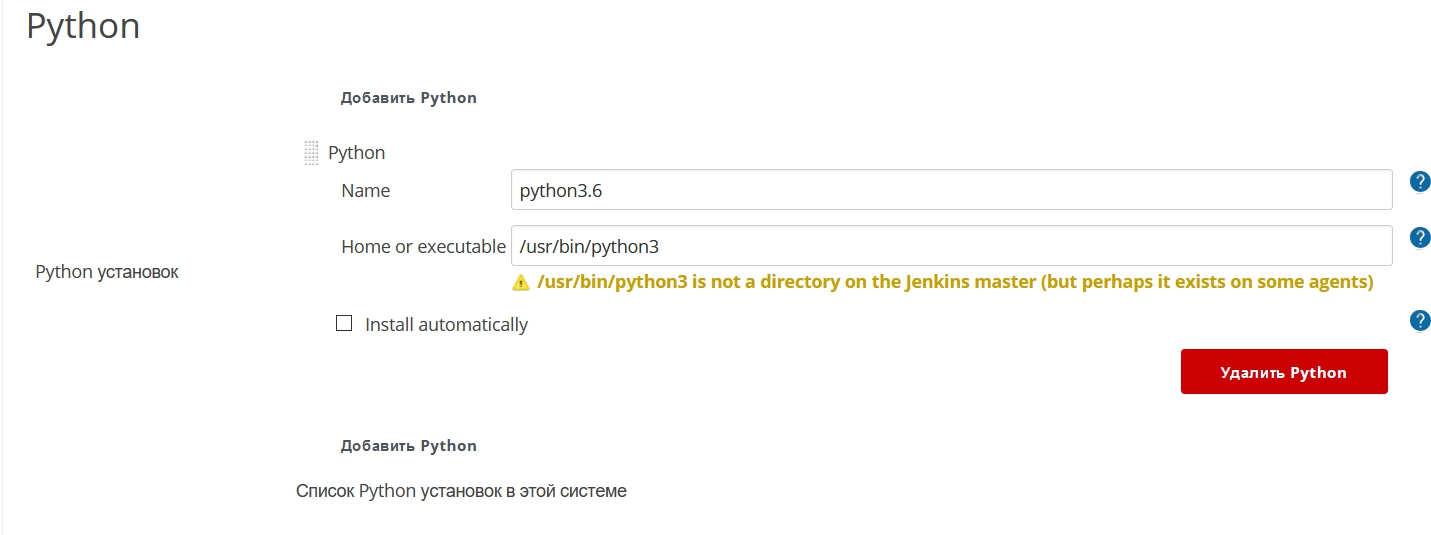 Python
Добавить Python
Python
Name
python3.6
?
Home or executable
/usr/bin/python3
?
Python установок
/usr/bin/python3 is not a directory on the Jenkins master (but perhaps it exists on some agents)
Install automatically
?
Удалить Python
Добавить Python
Список Python установок в этой системе